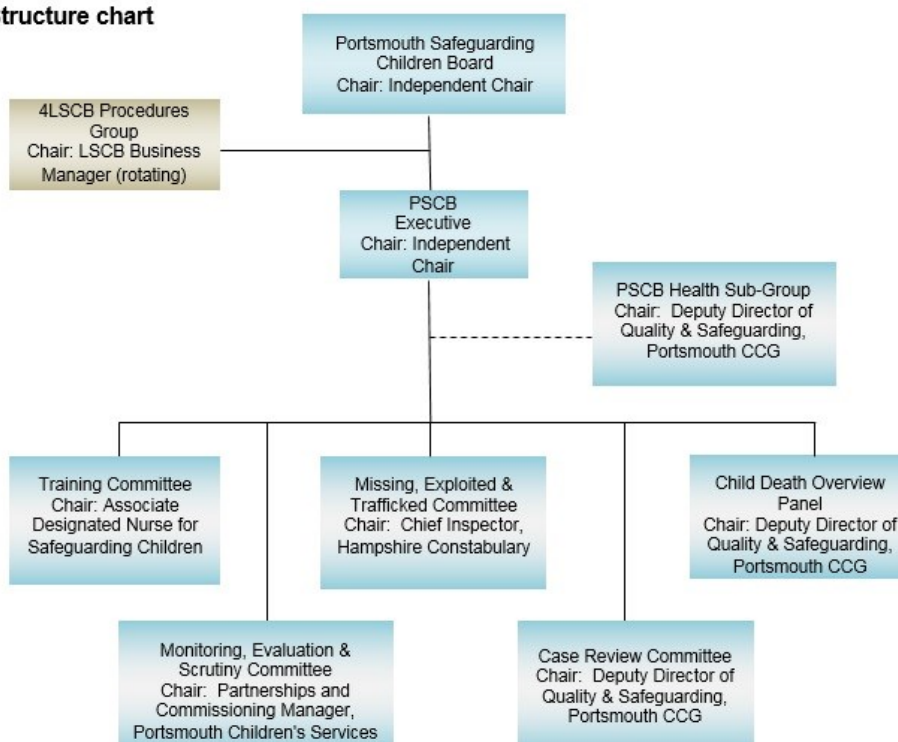 Structure chart
Portsmouth Safeguarding
Children Board
Chair: Independent Chair
4LSCB Procedures
Group
Chair: LSCB Business
Manager (rotating)
PSCB
Executive
Chair: Independent
Chair
PSCB Health Sub-Group
Chair: Deputy Director of
Quality & Safeguarding,
Portsmouth CCG
Training Committee
Chair: Associate
Designated Nurse for
Safeguarding Children
Missing, Exploited &
Trafficked Committee
Chair: Chief Inspector,
Hampshire Constabulary
Child Death Overview
Panel
Chair: Deputy Director of
Quality & Safeguarding,
Portsmouth CCG
Monitoring, Evaluation &
Scrutiny Committee
Chair: Partnerships and
Commissioning Manager,
Portsmouth Children's Services
Case Review Committee
Chair: Deputy Director of
Quality & Safeguarding,
Portsmouth CCG